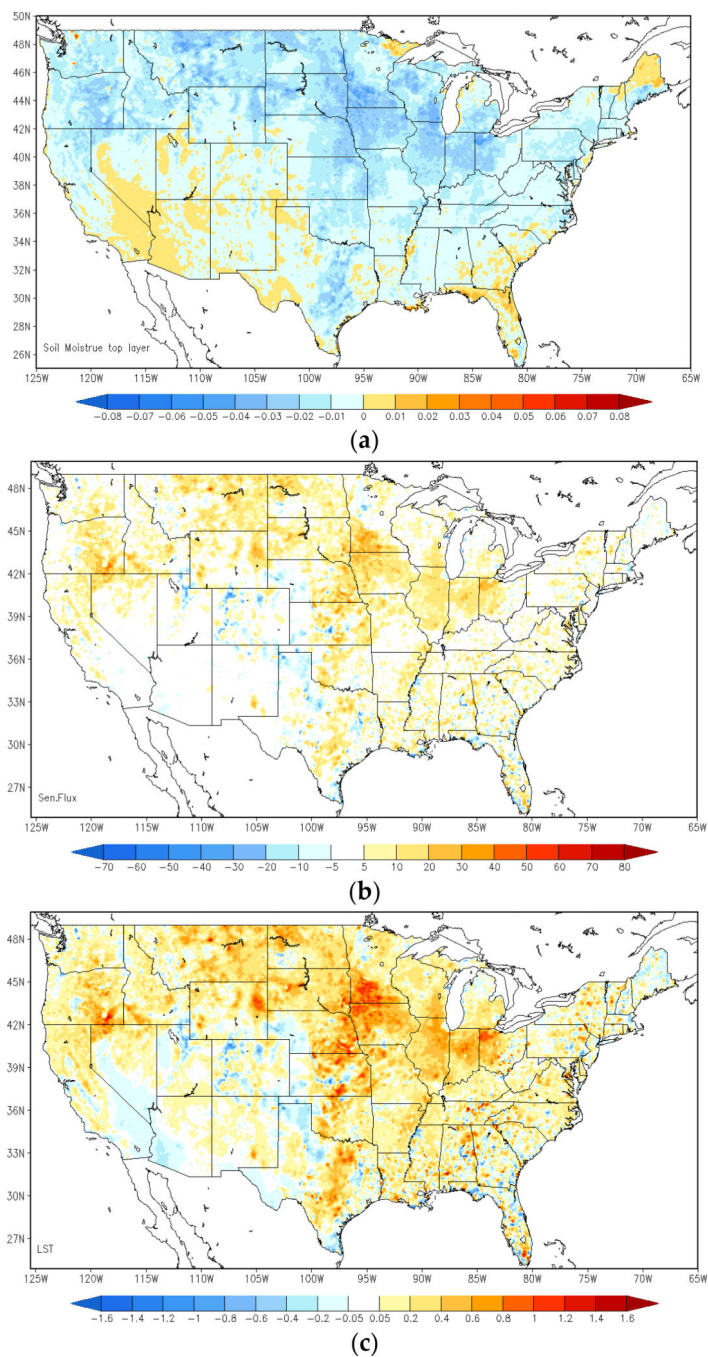 50N
48N
46N
44N
42N
40N
38N
36N
34N
32N
30N
28N
26N
Soil Moistrue top layer
125W 120W 115W 110W 105W 100W 95W 90W 85W 80W 75W 70W 65W
-0.08 -0.07 -0.06 -0.05 -0.04 -0.03 -0.02 -0.01 0 0.01 0.02 0.03 0.04 0.05 0.06 0.07 0.08
(a)
48N
45N
42N
39N
36N
33N
30N
27N
Sen.Flux
125W 120W 115W 110W 105W 100W 95W 90W 85W 80W 75W 70W 65W
-70 -60 -50 -40 -30 -20 -10 -5 5 10 20 30 40 50 60 70 80
(b)
48N
45N
42N
39N
36N
33N
30N
27N
LST
125W 120W 115W 110W 105W 100W 95W 90W 85W 80W 75W 70W 65W
-1.6 -1.4 -1.2 -1 -0.8 -0.6 -0.4 -0.2 -0.05 0.05 0.2 0.4 0.6 0.8 1 1.2 1.4 1.6
(c)